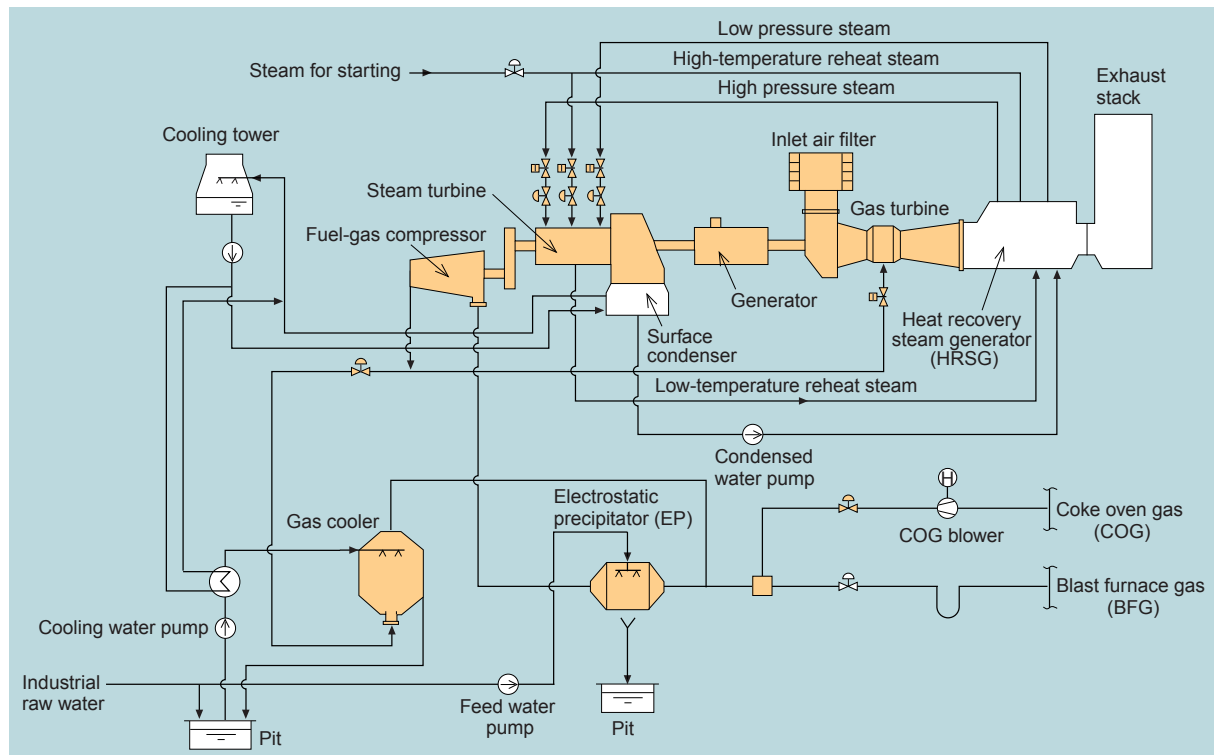 Low pressure steam
High-temperature reheat steam
Steam for starting
High pressure steam
Exhaust
stack
Cooling tower
Inlet air filter
Steam turbine
Gas turbine
Fuel-gas compressor
Generator
Surface
condenser
Heat recovery
steam generator
(HRSG)
Low-temperature reheat steam
Condensed
water pump
H
Electrostatic
precipitator (EP)
Gas cooler
COG blower
Coke oven gas
(COG)
Blast furnace gas
(BFG)
Cooling water pump
Industrial
raw water
Feed water
pump
Pit
Pit